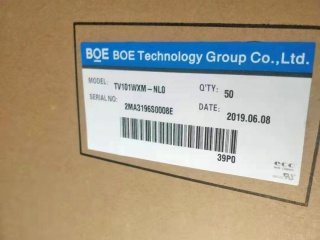 BOE BOE Technology Group Co.,Ltd.
MODEL: TV101WXM-NL0 Q'TY: 50
SERIAL NO: 2MA3196S0008E DATE: 2019.06.08
39P0
ecc